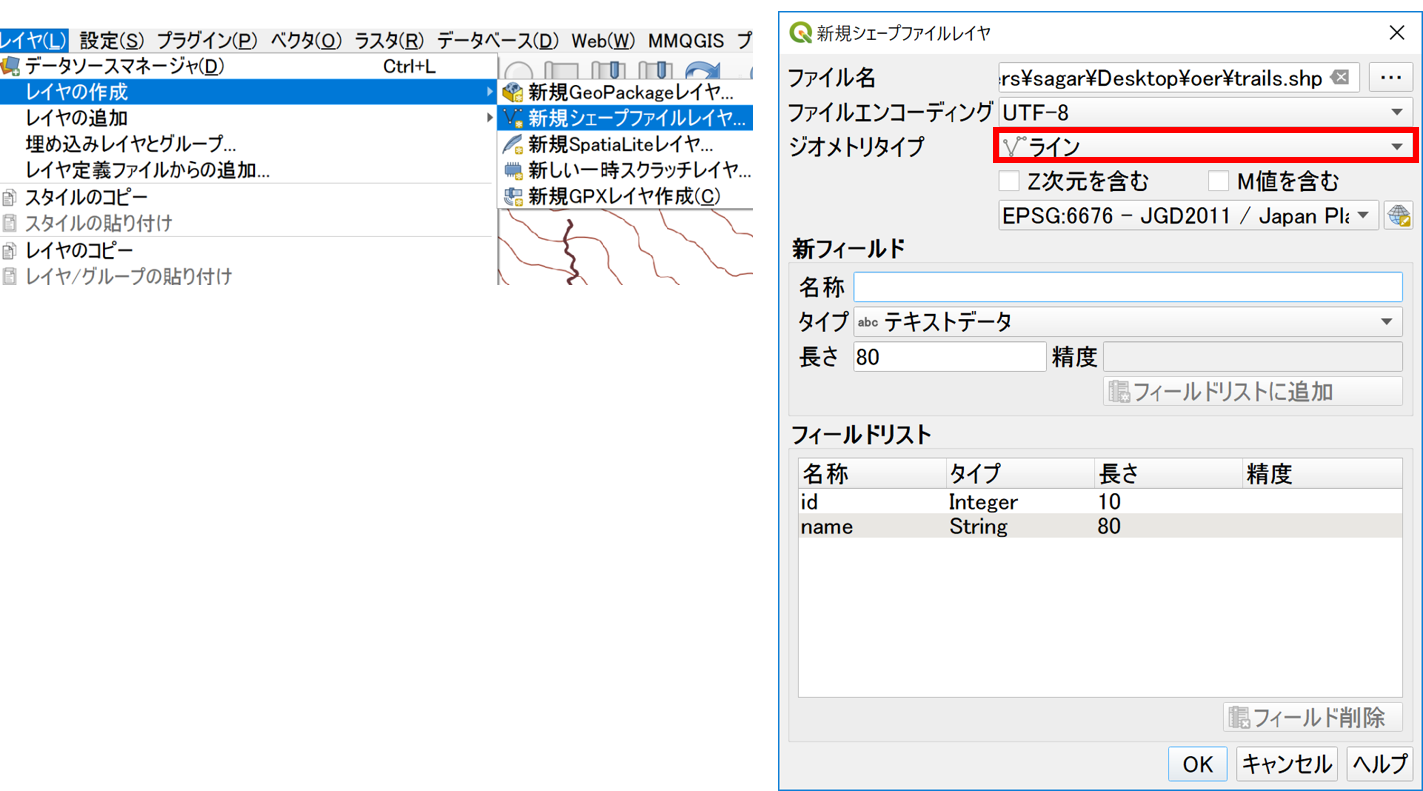 レイヤ(L) 設定(S) プラグイン(P) ベクタ(O) ラスタ(R) データベース(D) Web(W) MMQGIS プ
データソースマネージャ(D) Ctrl+L
レイヤの作成
レイヤの追加
埋め込みレイヤとグループ...
レイヤ定義ファイルからの追加...
スタイルのコピー
スタイルの貼り付け
レイヤのコピー
レイヤ/グループの貼り付け
新規GeoPackageレイヤ...
新規シェープファイルレイヤ...
新規SpatiaLiteレイヤ...
新しい一時スクラッチレイヤ...
新規GPXレイヤ作成(C)
新規シェープファイルレイヤ
ファイル名 ers¥sagar¥Desktop¥oer¥trails.shp ...
ファイルエンコーディング UTF-8
ジオメトリタイプ ライン
Z次元を含む M値を含む
EPSG:6676 - JGD2011 / Japan Pla
新フィールド
名称
タイプ abc テキストデータ
長さ 80 精度
フィールドリストに追加
フィールドリスト
名称 タイプ 長さ 精度
id Integer 10
name String 80
フィールド削除
OK キャンセル ヘルプ